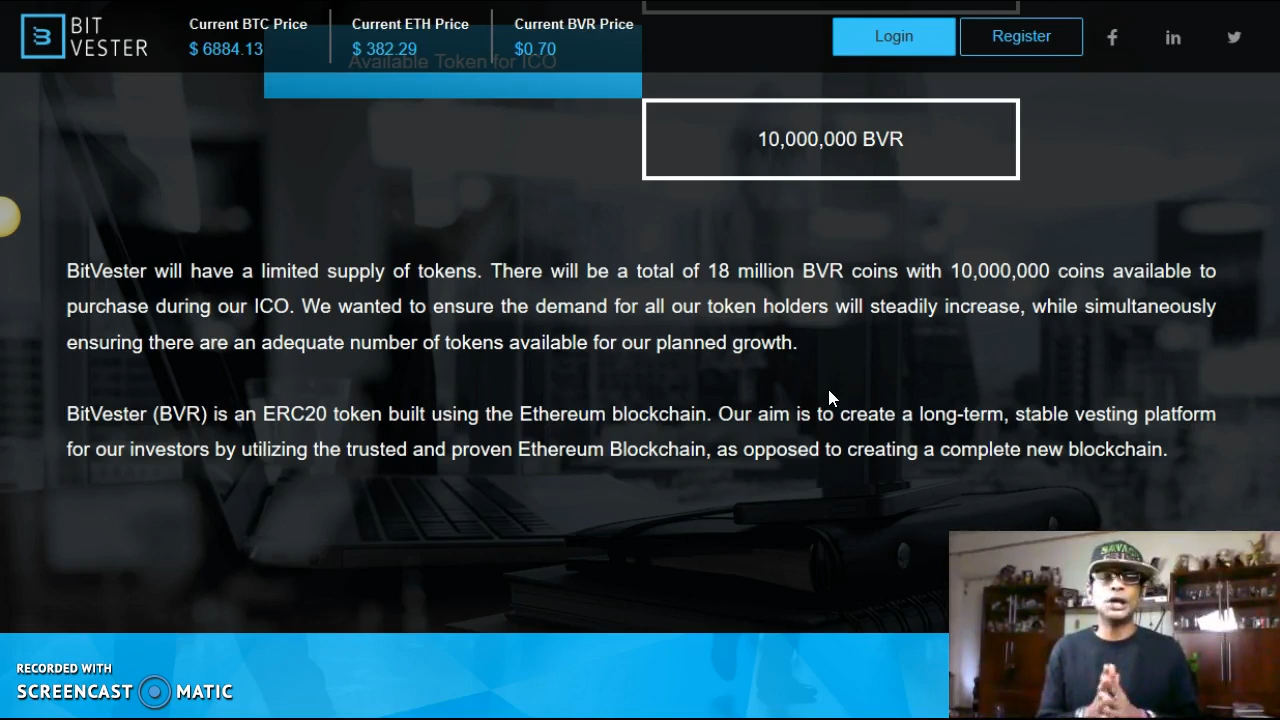 BIT
VESTER
Current BTC Price
$ 6884.13
Current ETH Price
$ 382.29
Current BVR Price
$0.70
Login
Register
f
in
Available Token for ICO
10,000,000 BVR
BitVester will have a limited supply of tokens. There will be a total of 18 million BVR coins with 10,000,000 coins available to
purchase during our ICO. We wanted to ensure the demand for all our token holders will steadily increase, while simultaneously
ensuring there are an adequate number of tokens available for our planned growth.
BitVester (BVR) is an ERC20 token built using the Ethereum blockchain. Our aim is to create a long-term, stable vesting platform
for our investors by utilizing the trusted and proven Ethereum Blockchain, as opposed to creating a complete new blockchain.
SAVAGE
RECORDED WITH
SCREENCAST MATIC